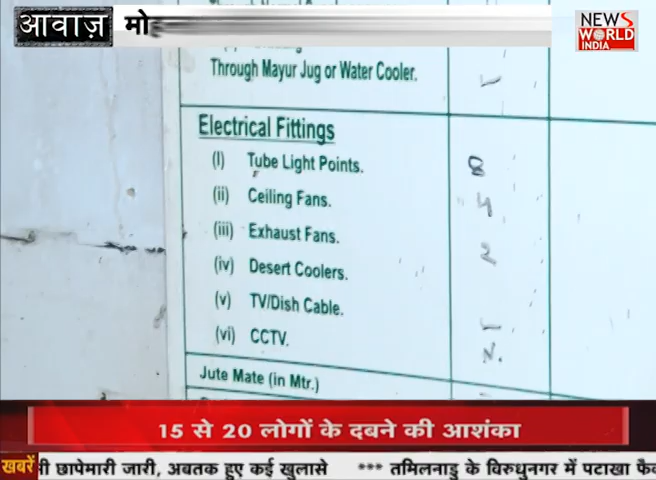 आवाज़ मो
NEWS
WORLD
INDIA
Through Mayur Jug or Water Cooler.
Electrical Fittings
(I) Tube Light Points. 8
(ii) Ceiling Fans. 4
(iii) Exhaust Fans. 2
(iv) Desert Coolers.
(v) TV/Dish Cable.
(vi) CCTV.
Jute Mate (in Mtr.)
15 से 20 लोगों के दबने की आशंका
खबरें री छापेमारी जारी, अबतक हुए कई खुलासे *** तमिलनाडु के विरुधुनगर में पटाखा फै